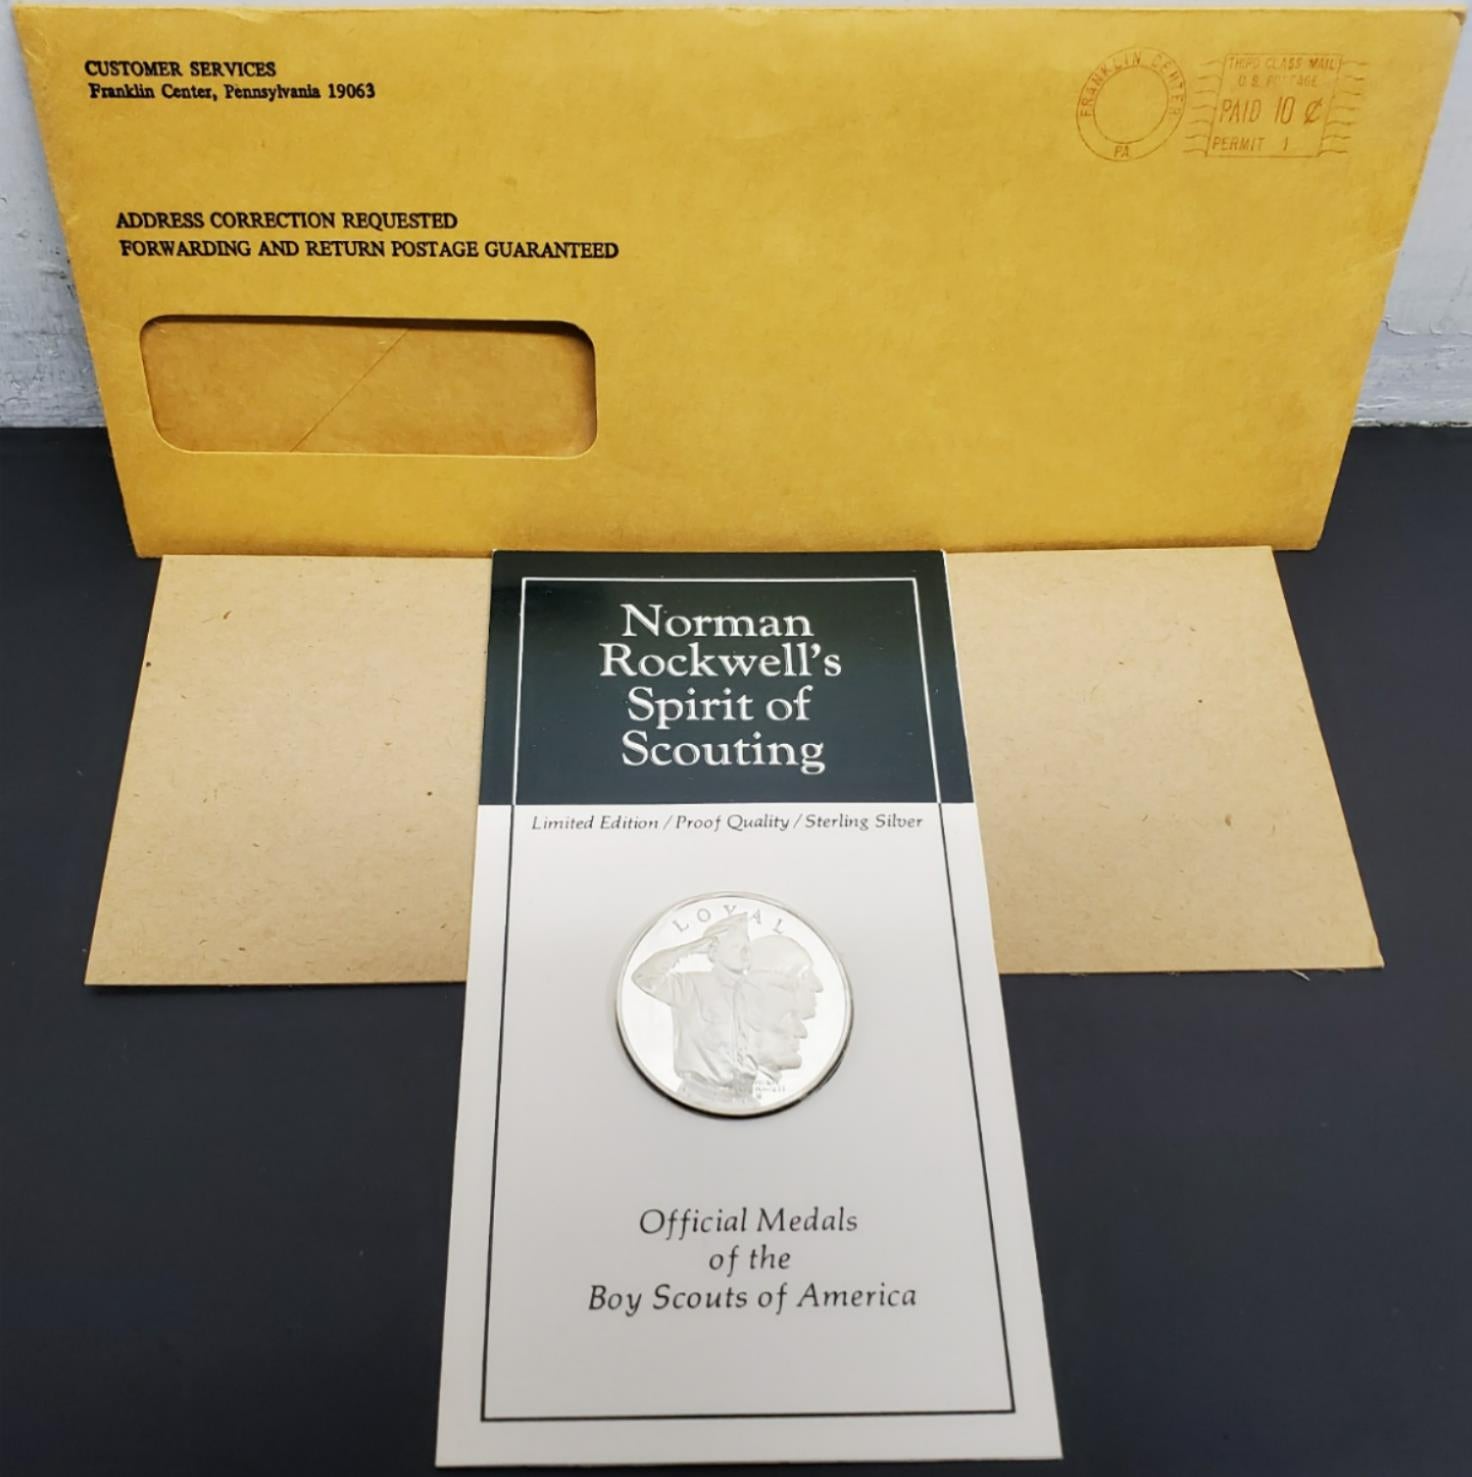 CUSTOMER SERVICES
Franklin Center, Pennsylvania 19063
FRANKLIN CENTER
PA
THIRD CLASS MAIL
U.S. POSTAGE
PAID 10 ¢
PERMIT 1
ADDRESS CORRECTION REQUESTED
FORWARDING AND RETURN POSTAGE GUARANTEED
Norman
Rockwell's
Spirit of
Scouting
Limited Edition / Proof Quality / Sterling Silver
LOYAL
Official Medals
of the
Boy Scouts of America